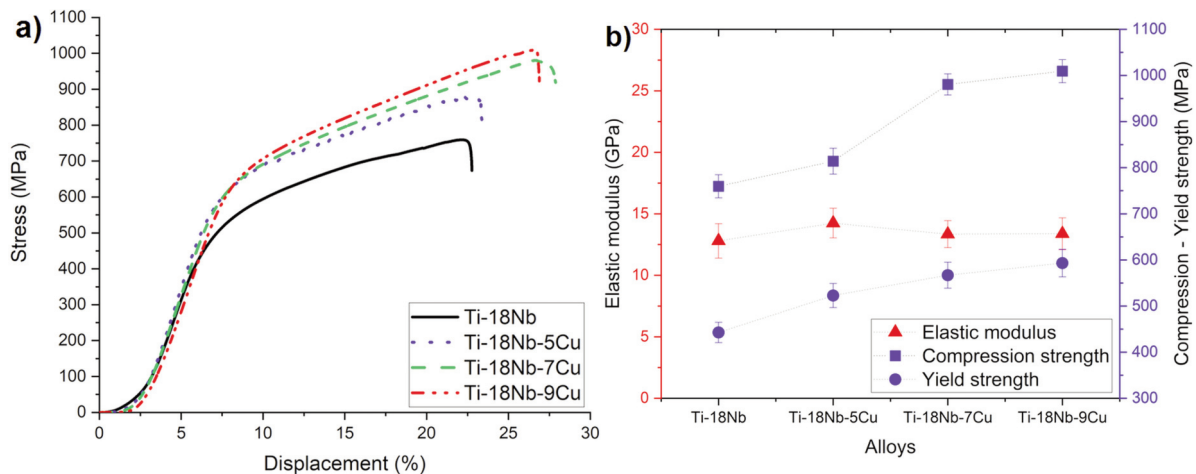 a)
1100
1000
900
800
700
600
500
400
300
200
100
0
Stress (MPa)
0 5 10 15 20 25 30
Displacement (%)
Ti-18Nb
Ti-18Nb-5Cu
Ti-18Nb-7Cu
Ti-18Nb-9Cu
b)
30
25
20
15
10
5
0
Elastic modulus (GPa)
1100
1000
900
800
700
600
500
400
300
Compression - Yield strength (MPa)
Elastic modulus
Compression strength
Yield strength
Ti-18Nb Ti-18Nb-5Cu Ti-18Nb-7Cu Ti-18Nb-9Cu
Alloys